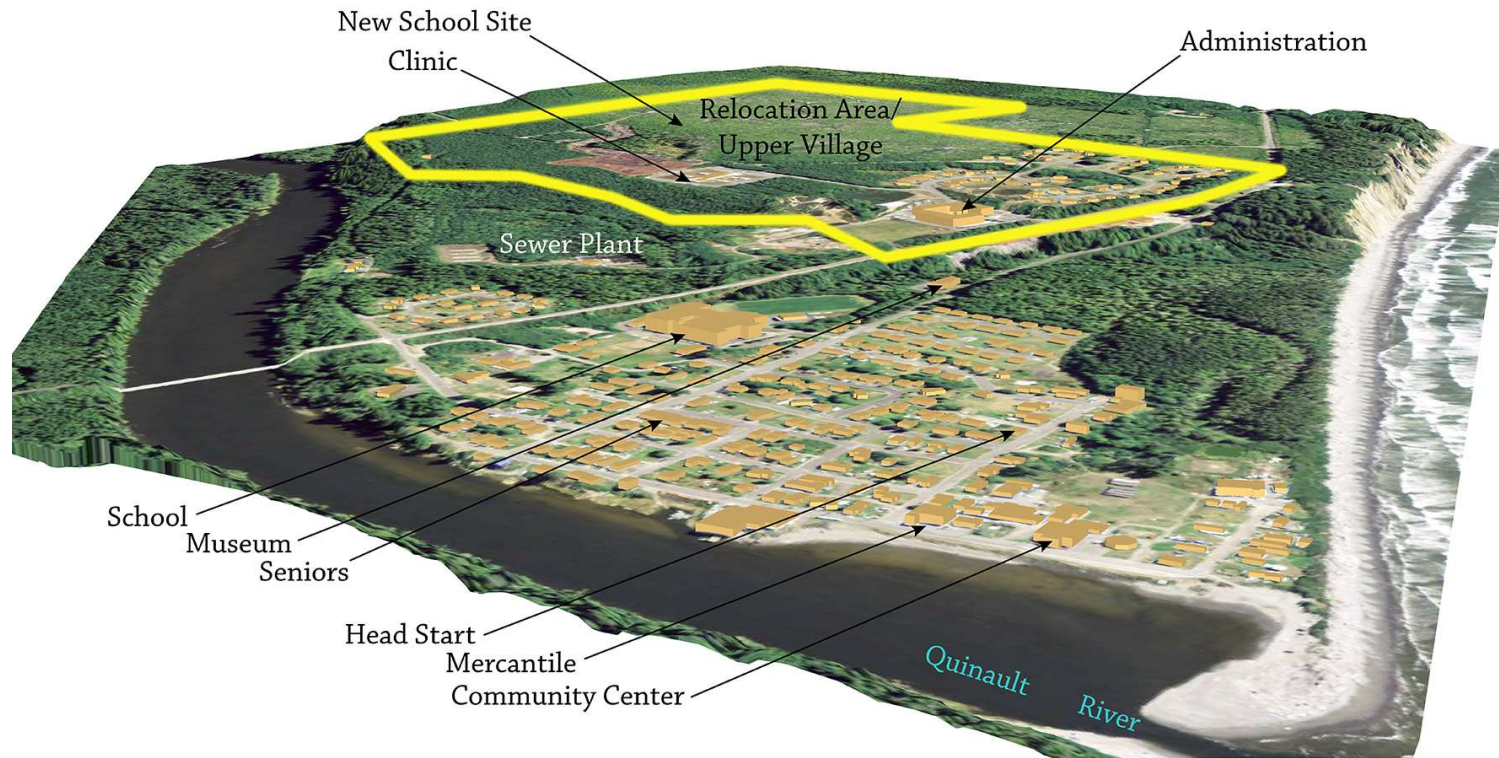 New School Site
Clinic
Administration
Relocation Area/
Upper Village
Sewer Plant
School
Museum
Seniors
Head Start
Mercantile
Community Center
Quinault
River